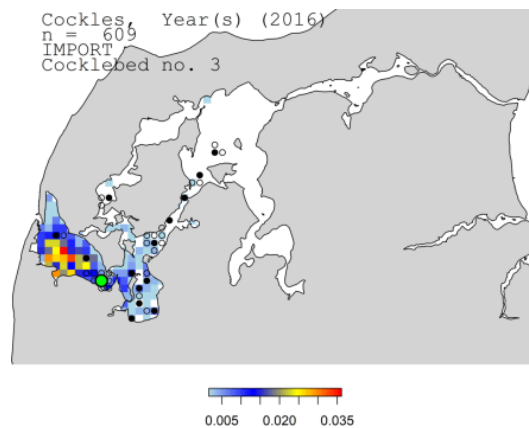 Cockles, Year(s) (2016)
n = 609
IMPORT
Cocklebed no. 3
0.005 0.020 0.035